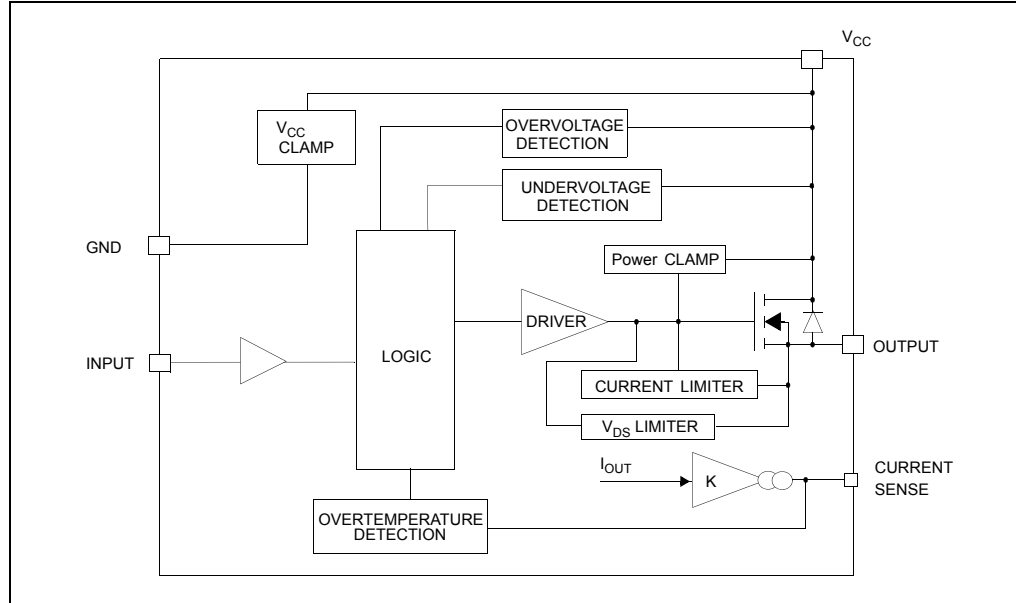 VCC
VCC
CLAMP
OVERVOLTAGE
DETECTION
UNDERVOLTAGE
DETECTION
GND
Power CLAMP
DRIVER
LOGIC
INPUT
OUTPUT
CURRENT LIMITER
VDS LIMITER
IOUT
K
CURRENT
SENSE
OVERTEMPERATURE
DETECTION